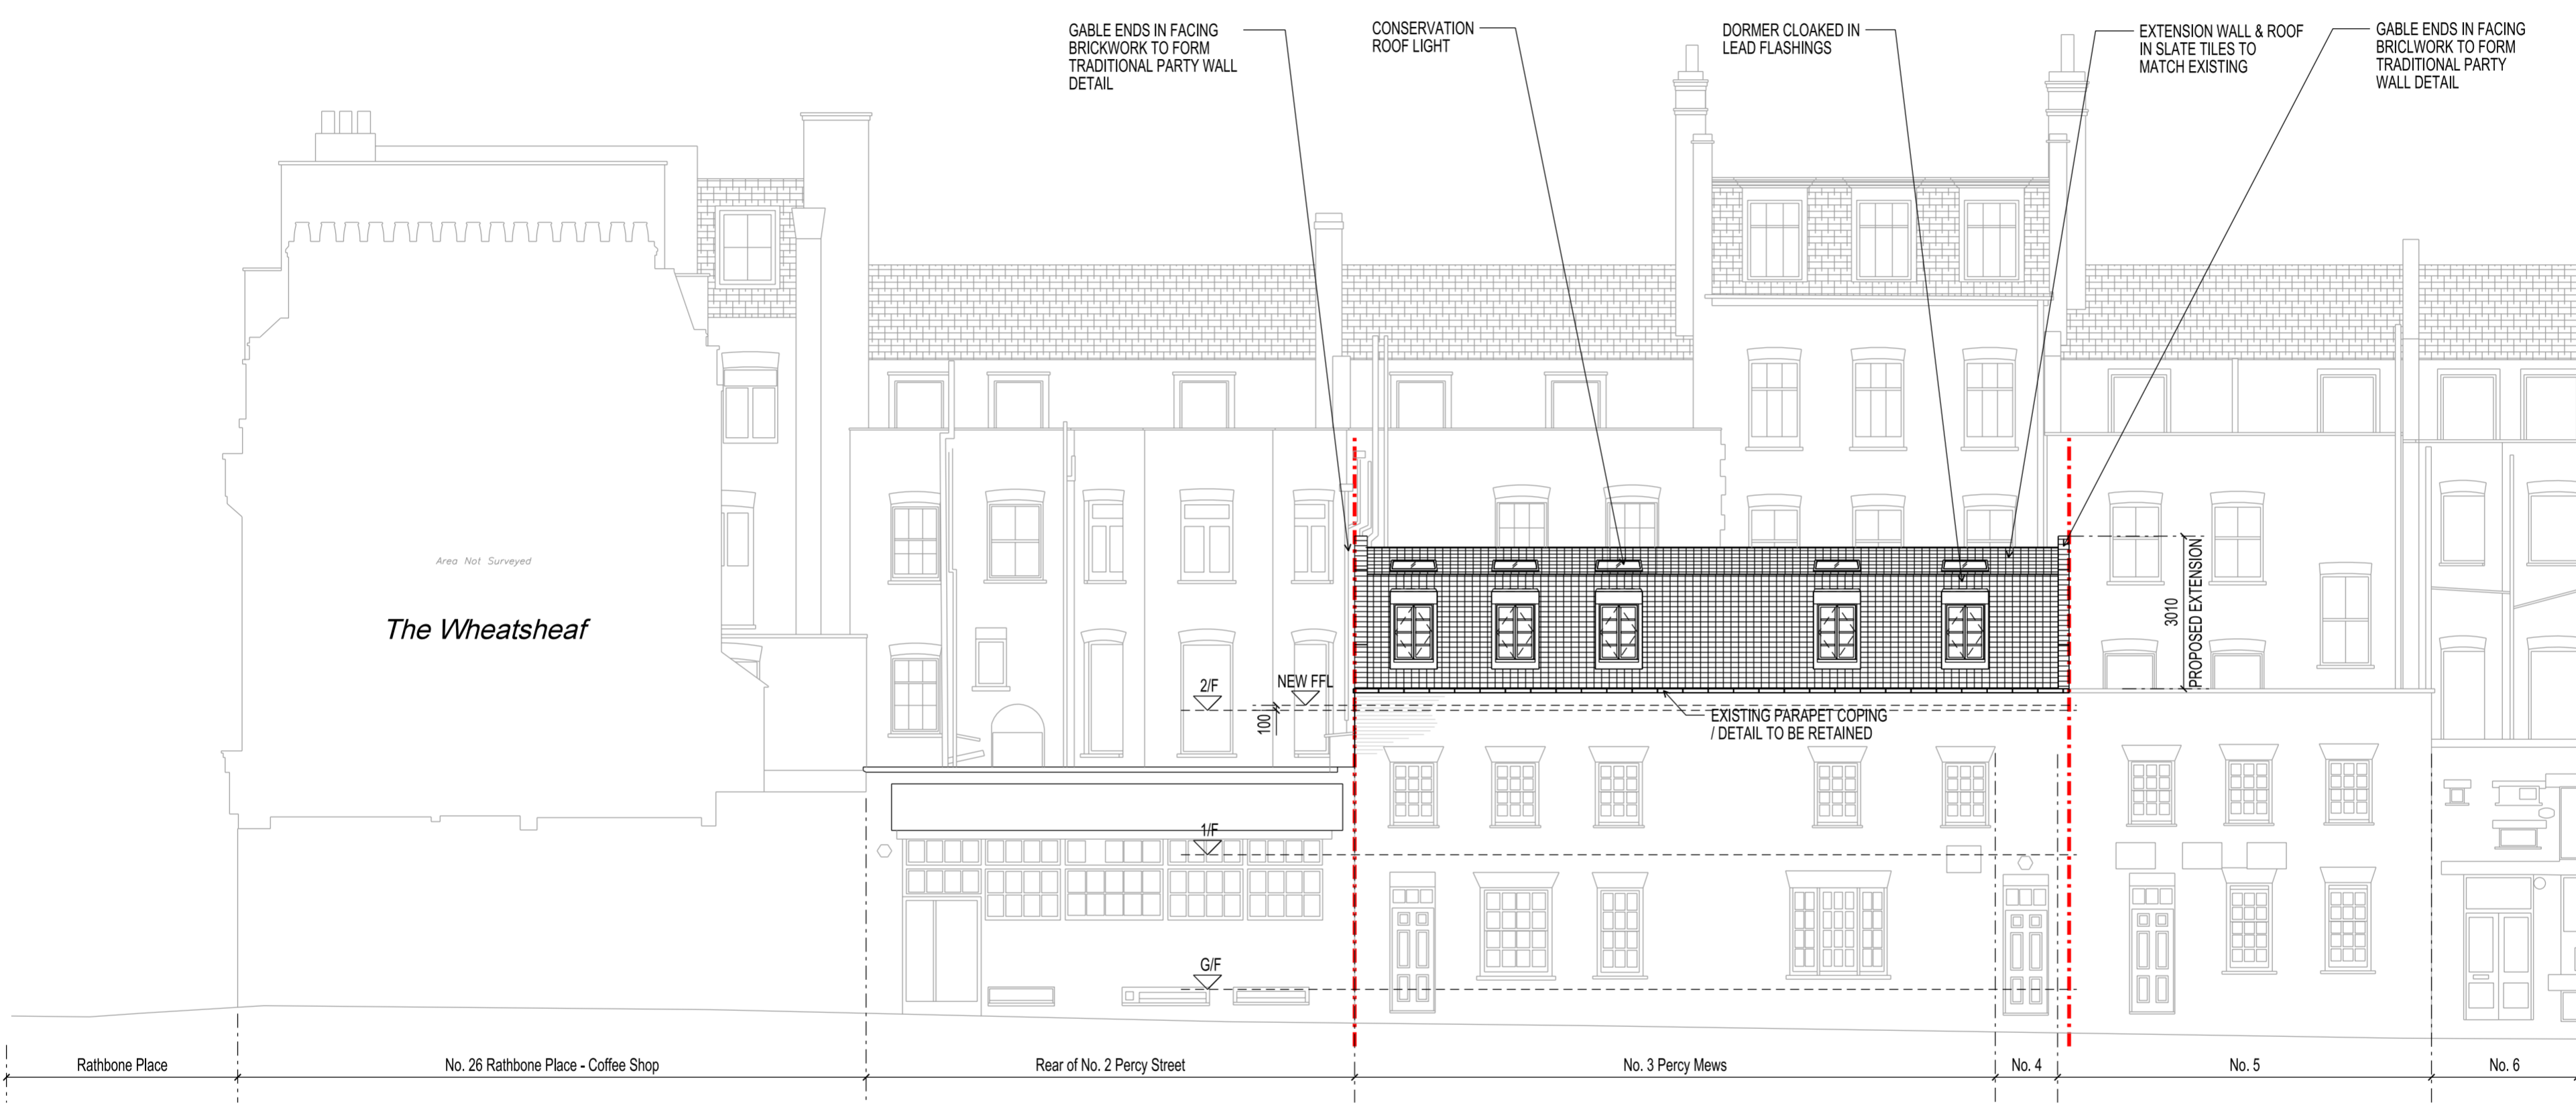 GABLE ENDS IN FACING
BRICKWORK TO FORM
TRADITIONAL PARTY WALL
DETAIL
CONSERVATION
ROOF LIGHT
DORMER CLOAKED IN
LEAD FLASHINGS
EXTENSION WALL & ROOF
IN SLATE TILES TO
MATCH EXISTING
GABLE ENDS IN FACING
BRICLWORK TO FORM
TRADITIONAL PARTY
WALL DETAIL
Area Not Surveyed
The Wheatsheaf
3010
PROPOSED EXTENSION
2/F
NEW FFL
100
EXISTING PARAPET COPING
/ DETAIL TO BE RETAINED
1/F
G/F
Rathbone Place
No. 26 Rathbone Place - Coffee Shop
Rear of No. 2 Percy Street
No. 3 Percy Mews
No. 4
No. 5
No. 6